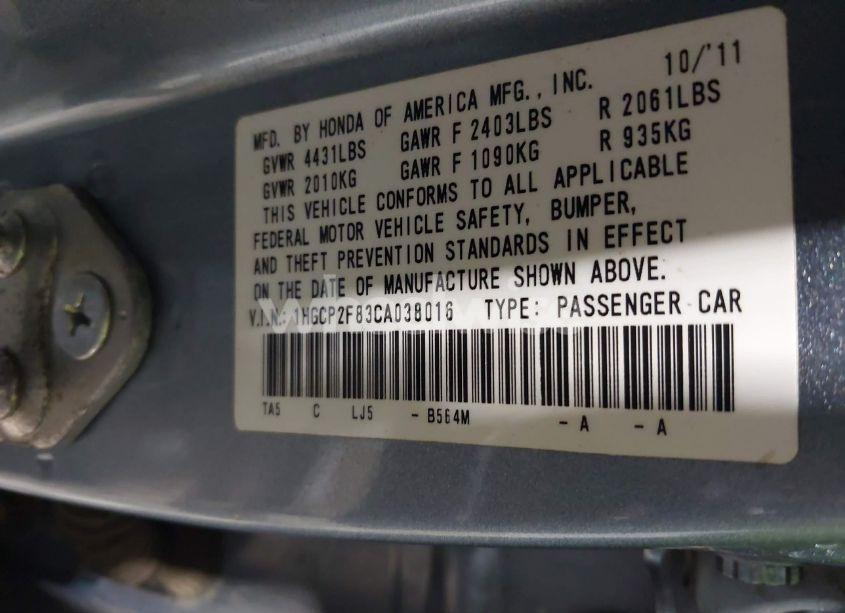 10/'11
MFD. BY HONDA OF AMERICA MFG., INC.
GVWR 4431LBS GAWR F 2403LBS R 2061LBS
GVWR 2010KG GAWR F 1090KG R 935KG
THIS VEHICLE CONFORMS TO ALL APPLICABLE
FEDERAL MOTOR VEHICLE SAFETY, BUMPER,
AND THEFT PREVENTION STANDARDS IN EFFECT
ON THE DATE OF MANUFACTURE SHOWN ABOVE.
V.I.N.: 1HGCP2F83CA038016 TYPE: PASSENGER CAR
TA5 C LJ5 - B564M - A - A